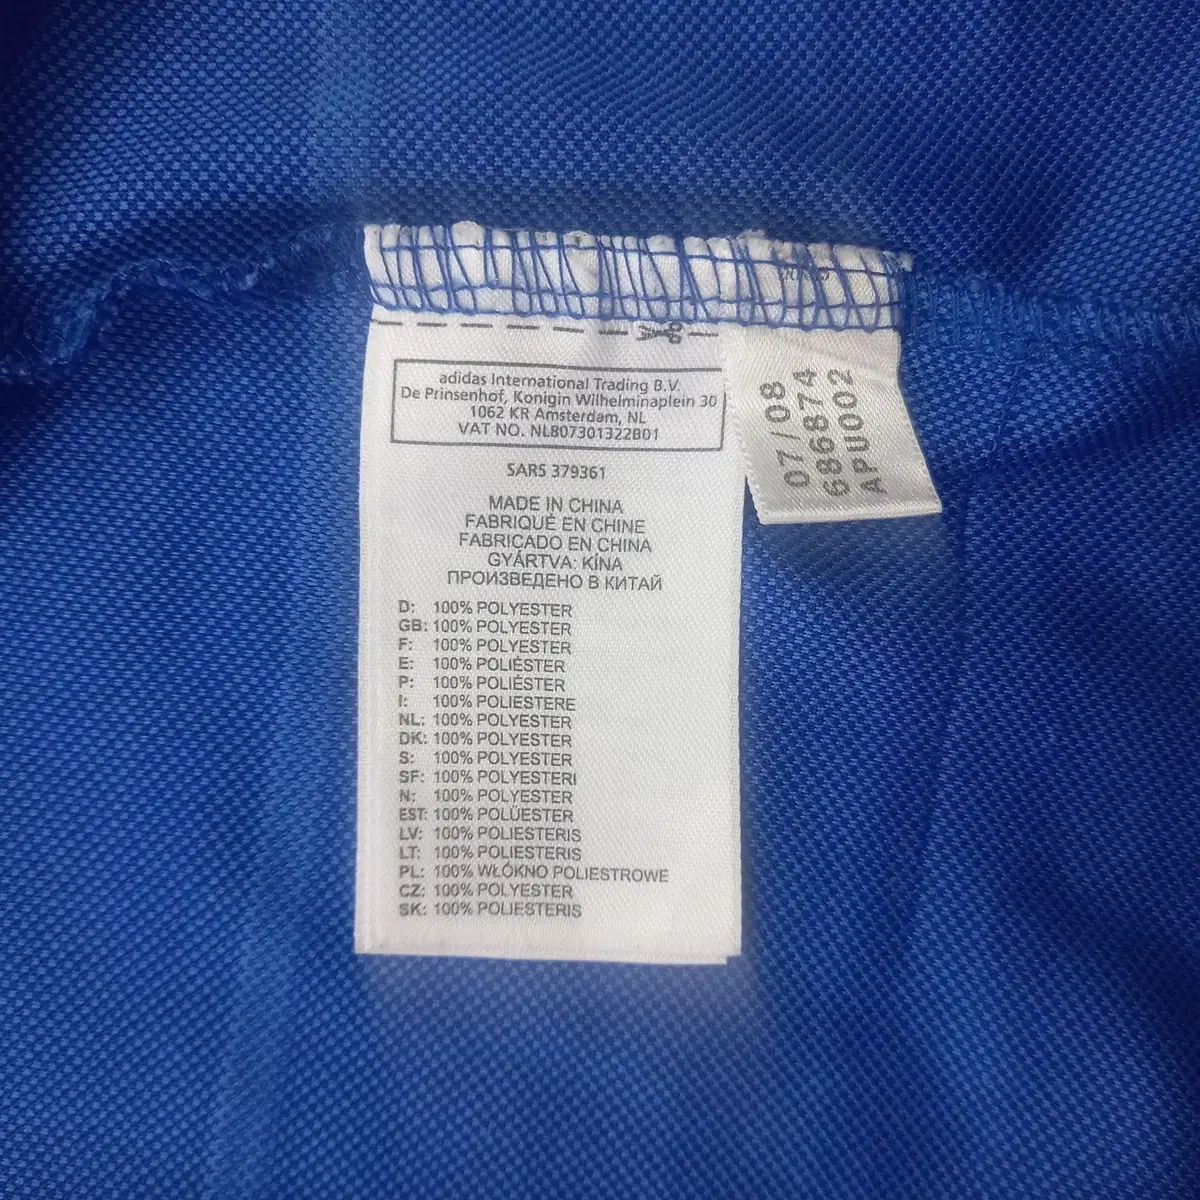 adidas International Trading B.V.
De Prinsenhof, Konigin Wilhelminaplein 30
1062 KR Amsterdam, NL
VAT NO. NL807301322B01
SARS 379361
MADE IN CHINA
FABRIQUÉ EN CHINE
FABRICADO EN CHINA
GYÁRTVA: KÍNA
ПРОИЗВЕДЕНО В КИТАЙ
D: 100% POLYESTER
GB: 100% POLYESTER
F: 100% POLYESTER
E: 100% POLIÉSTER
P: 100% POLIÉSTER
I: 100% POLIESTERE
NL: 100% POLYESTER
DK: 100% POLYESTER
S: 100% POLYESTER
SF: 100% POLYESTERI
N: 100% POLYESTER
EST: 100% POLÜESTER
LV: 100% POLIESTERIS
LT: 100% POLIESTERIS
PL: 100% WŁÓKNO POLIESTROWE
CZ: 100% POLYESTER
SK: 100% POLIESTERIS
07/08
686874
APU002